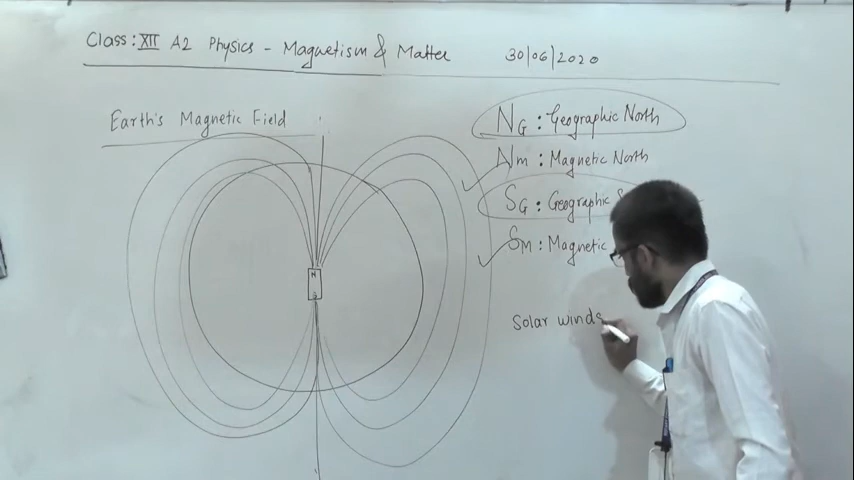 Class: XII A2 Physics - Magnetism & Matter 30/06/2020
Earth's Magnetic Field
NG : Geographic North
Nm : Magnetic North
SG : Geographic
SM : Magnetic
Solar winds
N